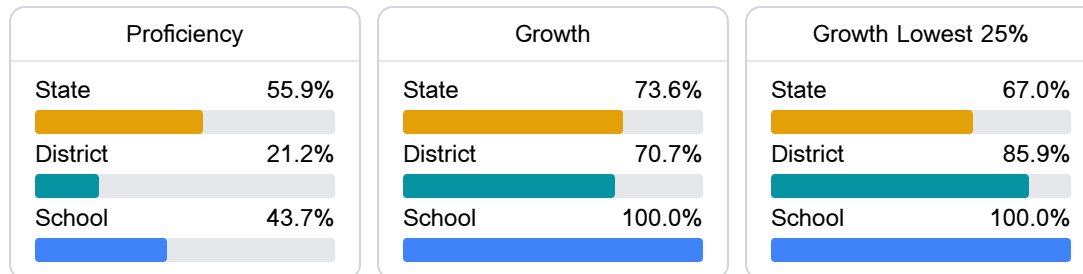 Proficiency
State 55.9%
District 21.2%
School 43.7%
Growth
State 73.6%
District 70.7%
School 100.0%
Growth Lowest 25%
State 67.0%
District 85.9%
School 100.0%